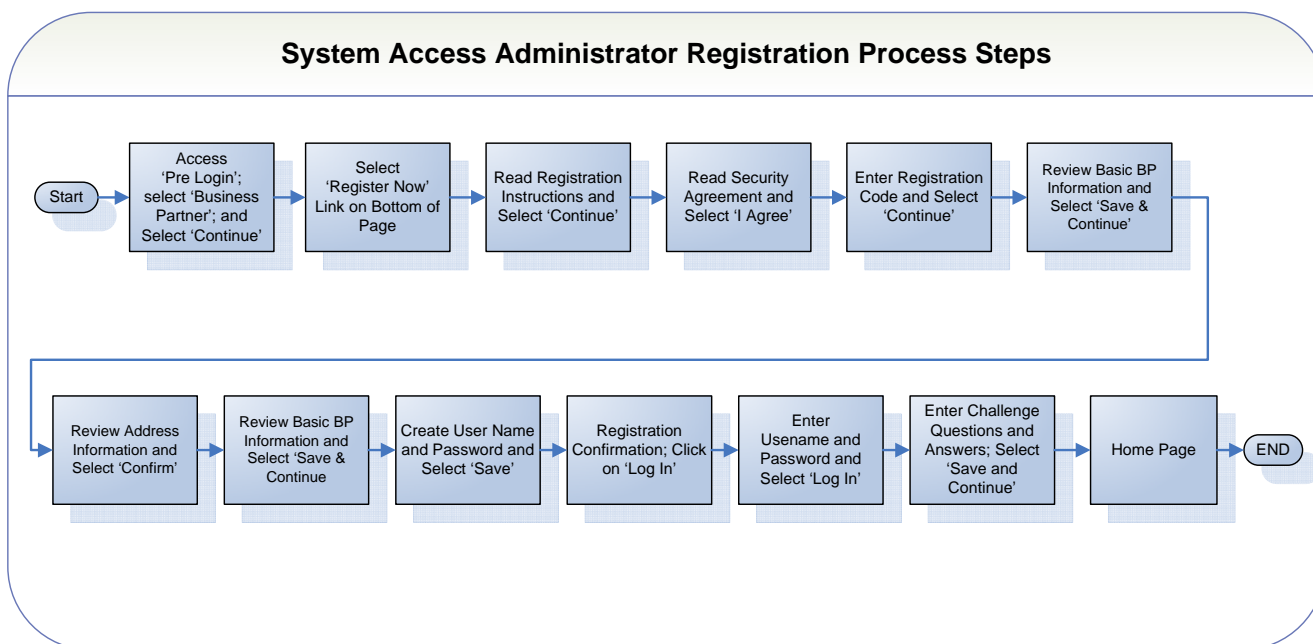 System Access Administrator Registration Process Steps
Start
Access
‘Pre Login’;
select ‘Business
Partner’; and
Select ‘Continue’
Select
‘Register Now’
Link on Bottom of
Page
Read Registration
Instructions and
Select ‘Continue’
Read Security
Agreement and
Select ‘I Agree’
Enter Registration
Code and Select
‘Continue’
Review Basic BP
Information and
Select ‘Save &
Continue’
Review Address
Information and
Select ‘Confirm’
Review Basic BP
Information and
Select ‘Save &
Continue
Create User Name
and Password and
Select ‘Save’
Registration
Confirmation; Click
on ‘Log In’
Enter
Usename and
Password and
Select ‘Log In’
Enter Challenge
Questions and
Answers; Select
‘Save and
Continue’
Home Page
END